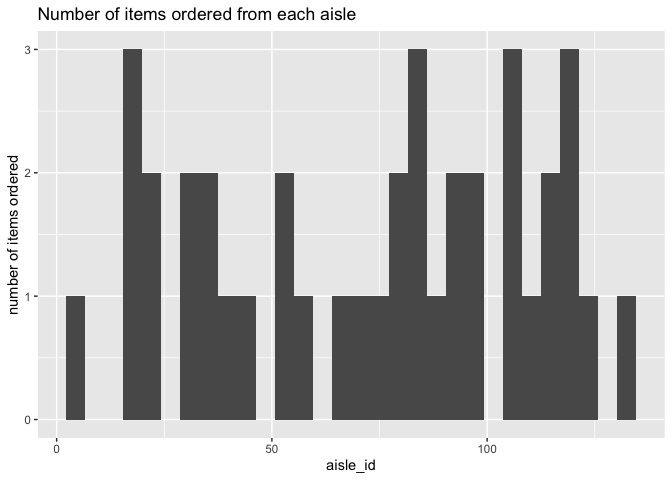 Number of items ordered from each aisle
number of items ordered
3
2
1
0
0
50
100
aisle_id